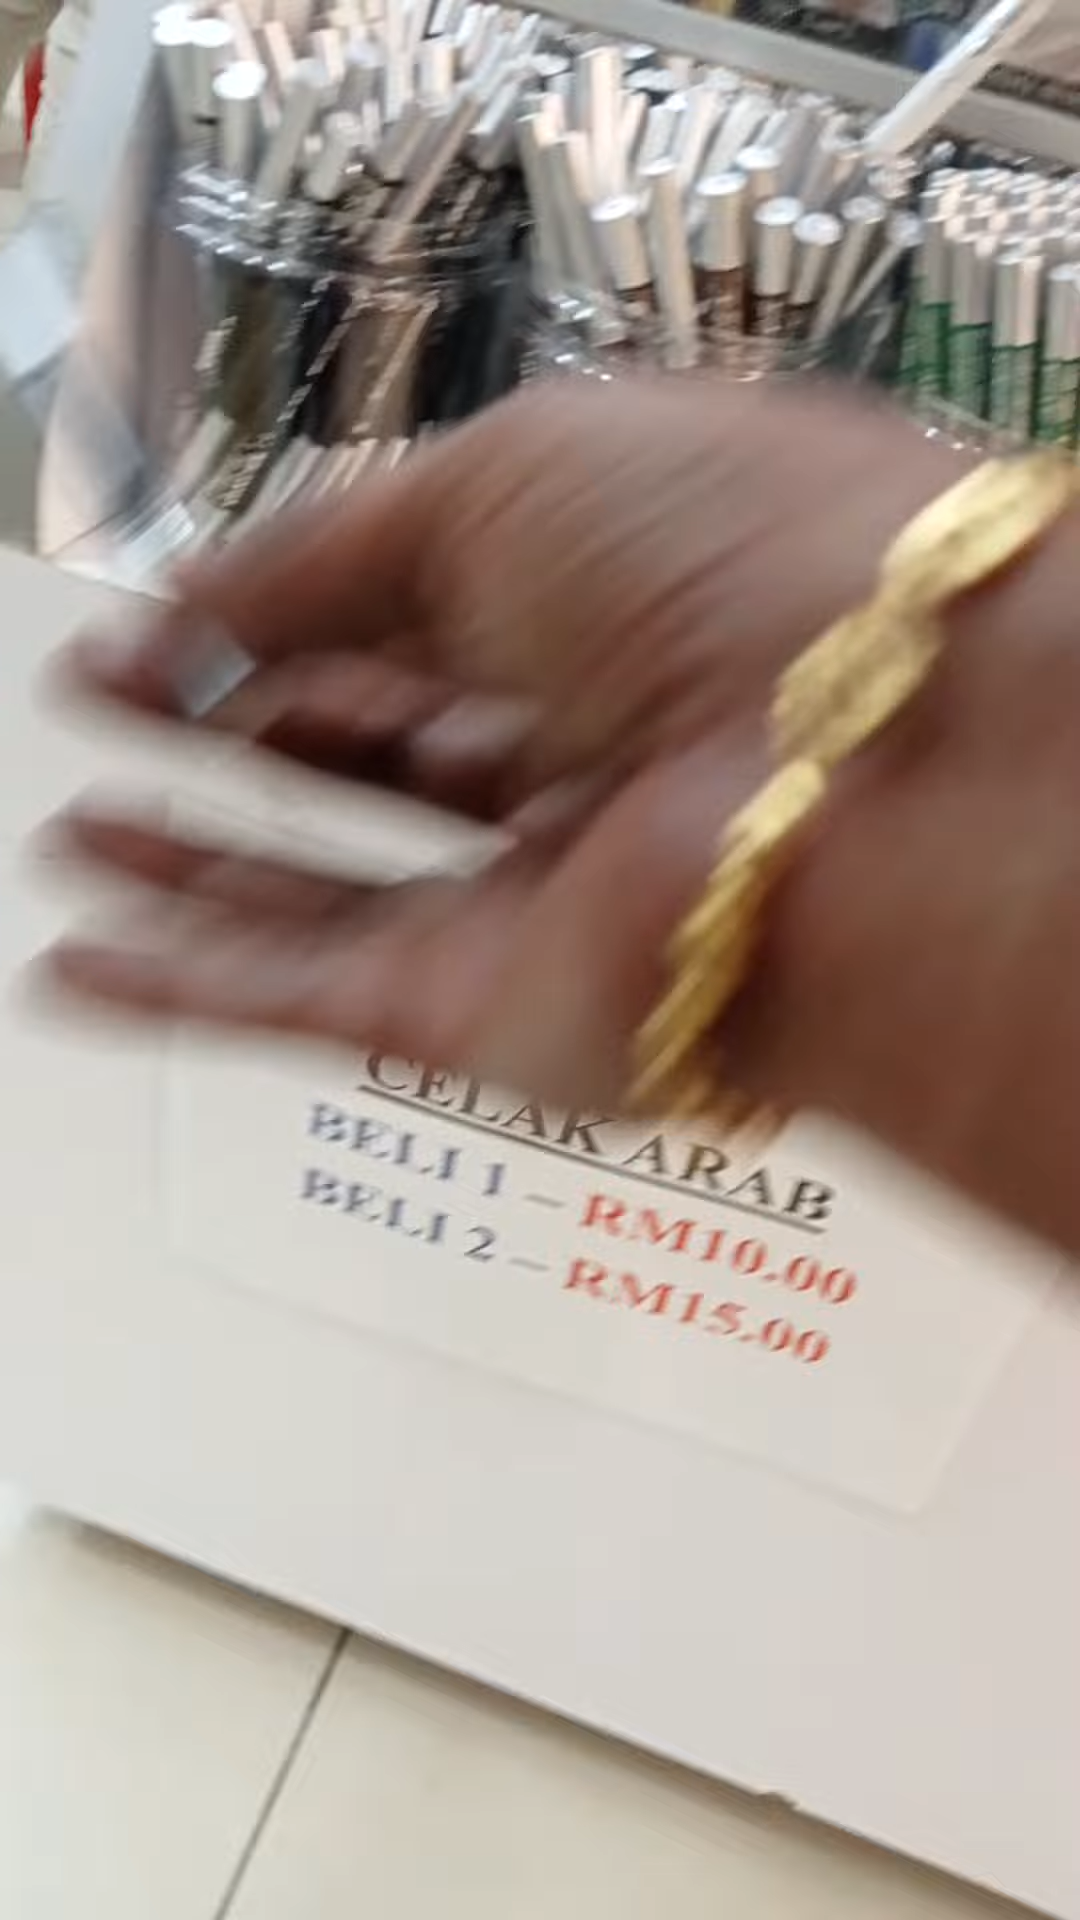 CELAK ARAB
BELI 1 – RM10.00
BELI 2 – RM15.00